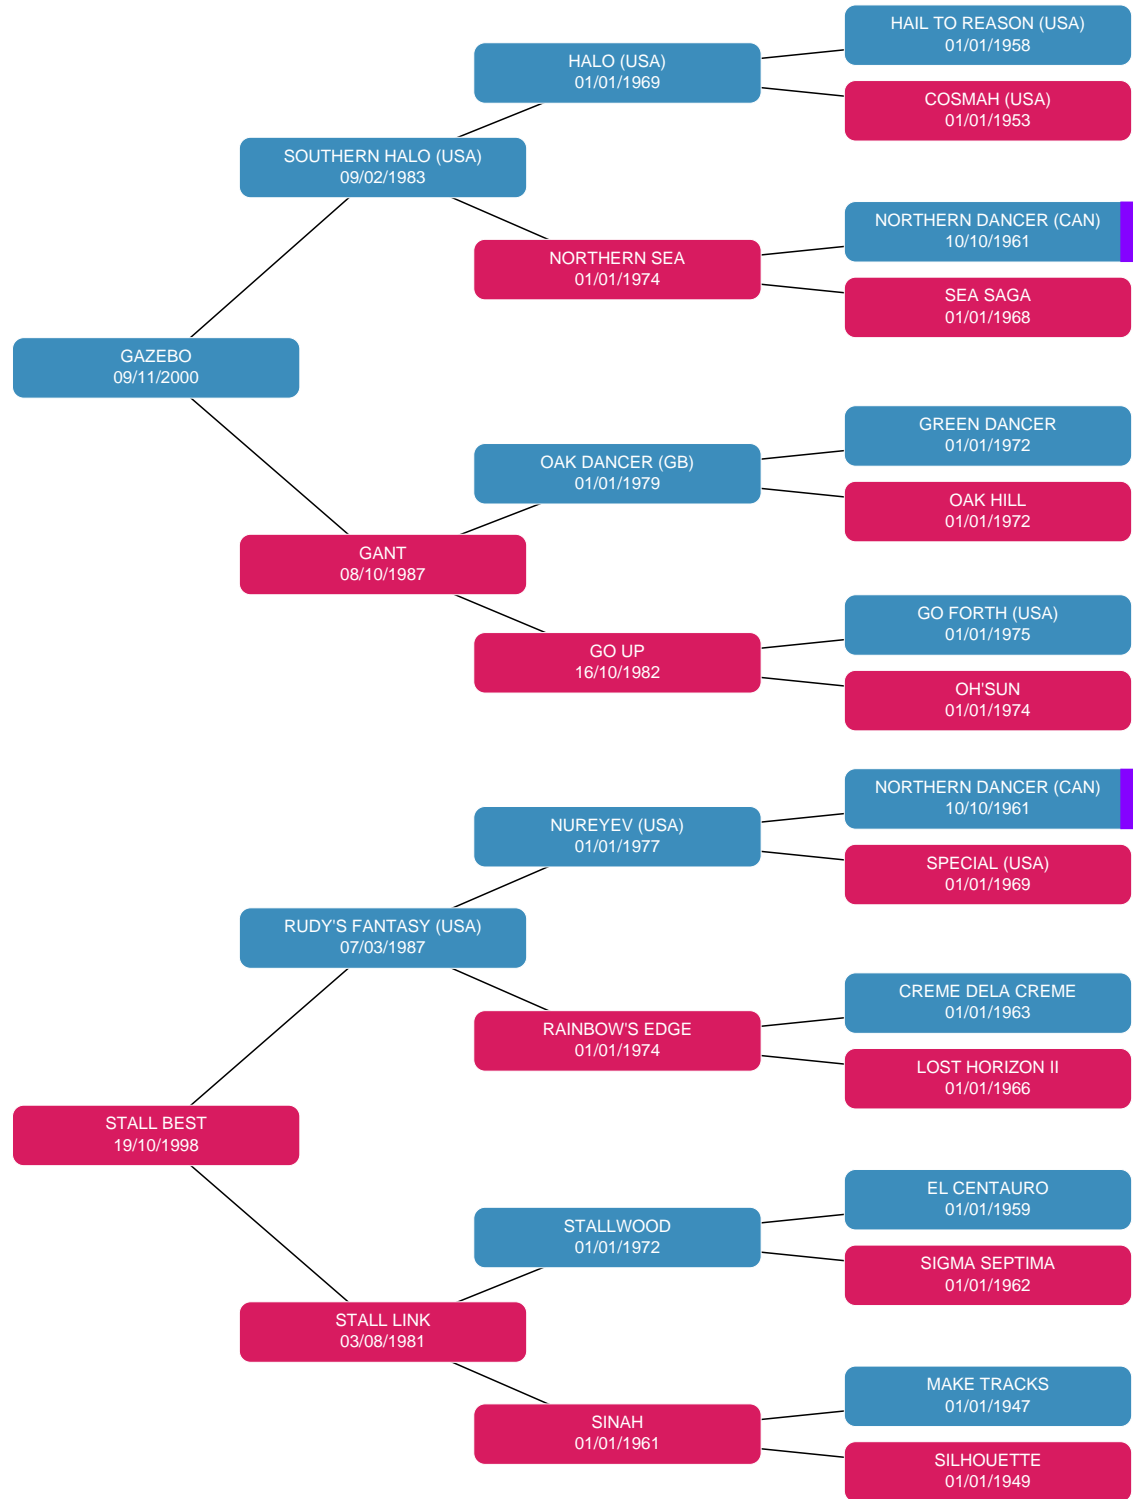 HAIL TO REASON (USA)
01/01/1958
HALO (USA)
01/01/1969
COSMAH (USA)
01/01/1953
SOUTHERN HALO (USA)
09/02/1983
NORTHERN DANCER (CAN)
10/10/1961
NORTHERN SEA
01/01/1974
SEA SAGA
01/01/1968
GAZEBO
09/11/2000
GREEN DANCER
01/01/1972
OAK DANCER (GB)
01/01/1979
OAK HILL
01/01/1972
GANT
08/10/1987
GO FORTH (USA)
01/01/1975
GO UP
16/10/1982
OH'SUN
01/01/1974
NORTHERN DANCER (CAN)
10/10/1961
NUREYEV (USA)
01/01/1977
SPECIAL (USA)
01/01/1969
RUDY'S FANTASY (USA)
07/03/1987
CREME DELA CREME
01/01/1963
RAINBOW'S EDGE
01/01/1974
LOST HORIZON II
01/01/1966
STALL BEST
19/10/1998
EL CENTAURO
01/01/1959
STALLWOOD
01/01/1972
SIGMA SEPTIMA
01/01/1962
STALL LINK
03/08/1981
MAKE TRACKS
01/01/1947
SINAH
01/01/1961
SILHOUETTE
01/01/1949